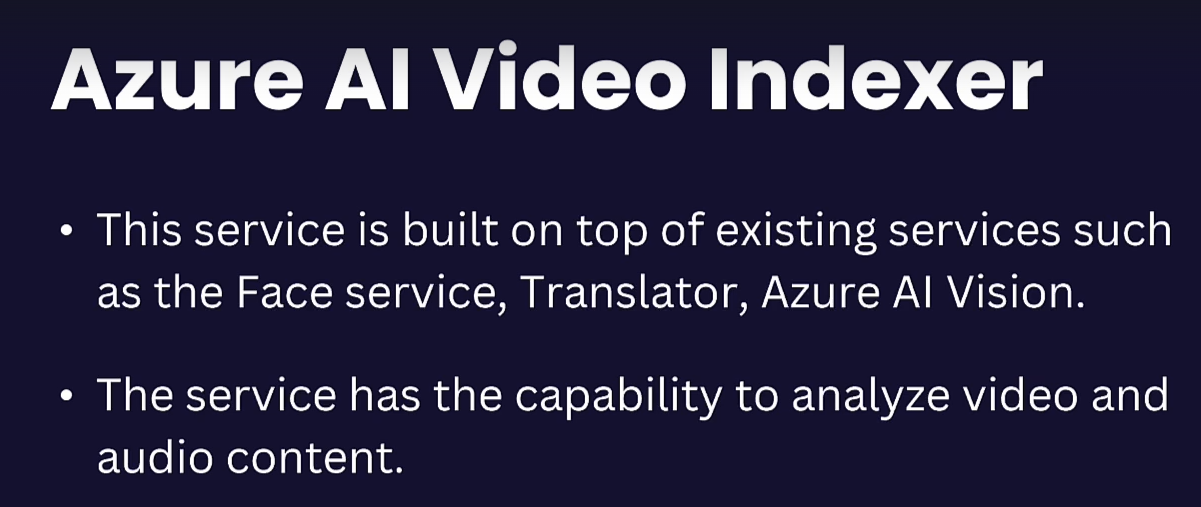 Azure AI Video Indexer
• This service is built on top of existing services such
as the Face service, Translator, Azure AI Vision.
• The service has the capability to analyze video and
audio content.